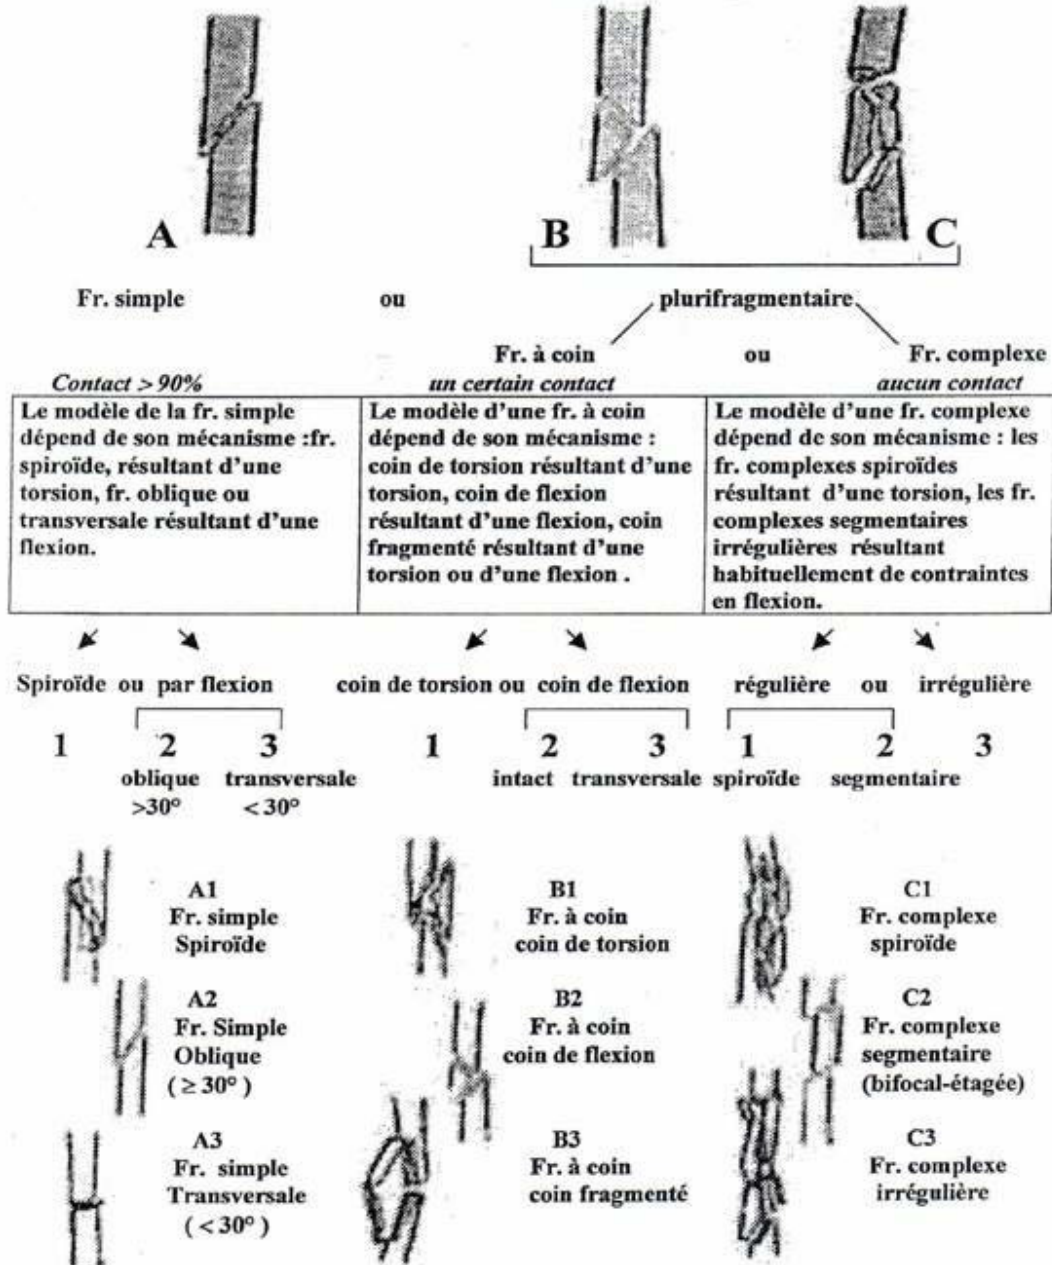 A
B
C
Fr. simple ou plurifragmentaire
Fr. à coin ou Fr. complexe
Contact > 90% un certain contact aucun contact
Le modèle de la fr. simple
dépend de son mécanisme :fr.
spiroïde, résultant d'une
torsion, fr. oblique ou
transversale résultant d'une
flexion.
Le modèle d'une fr. à coin
dépend de son mécanisme :
coin de torsion résultant d'une
torsion, coin de flexion
résultant d'une flexion, coin
fragmenté résultant d'une
torsion ou d'une flexion .
Le modèle d'une fr. complexe
dépend de son mécanisme : les
fr. complexes spiroïdes
résultant d'une torsion, les fr.
complexes segmentaires
irrégulières résultant
habituellement de contraintes
en flexion.
Spiroïde ou par flexion coin de torsion ou coin de flexion régulière ou irrégulière
1 2 3 1 2 3 1 2 3
oblique transversale intact transversale spiroïde segmentaire
>30° < 30°
A1
Fr. simple
Spiroïde
A2
Fr. Simple
Oblique
( ≥ 30° )
A3
Fr. simple
Transversale
( < 30° )
B1
Fr. à coin
coin de torsion
B2
Fr. à coin
coin de flexion
B3
Fr. à coin
coin fragmenté
C1
Fr. complexe
spiroïde
C2
Fr. complexe
segmentaire
(bifocal-étagée)
C3
Fr. complexe
irrégulière